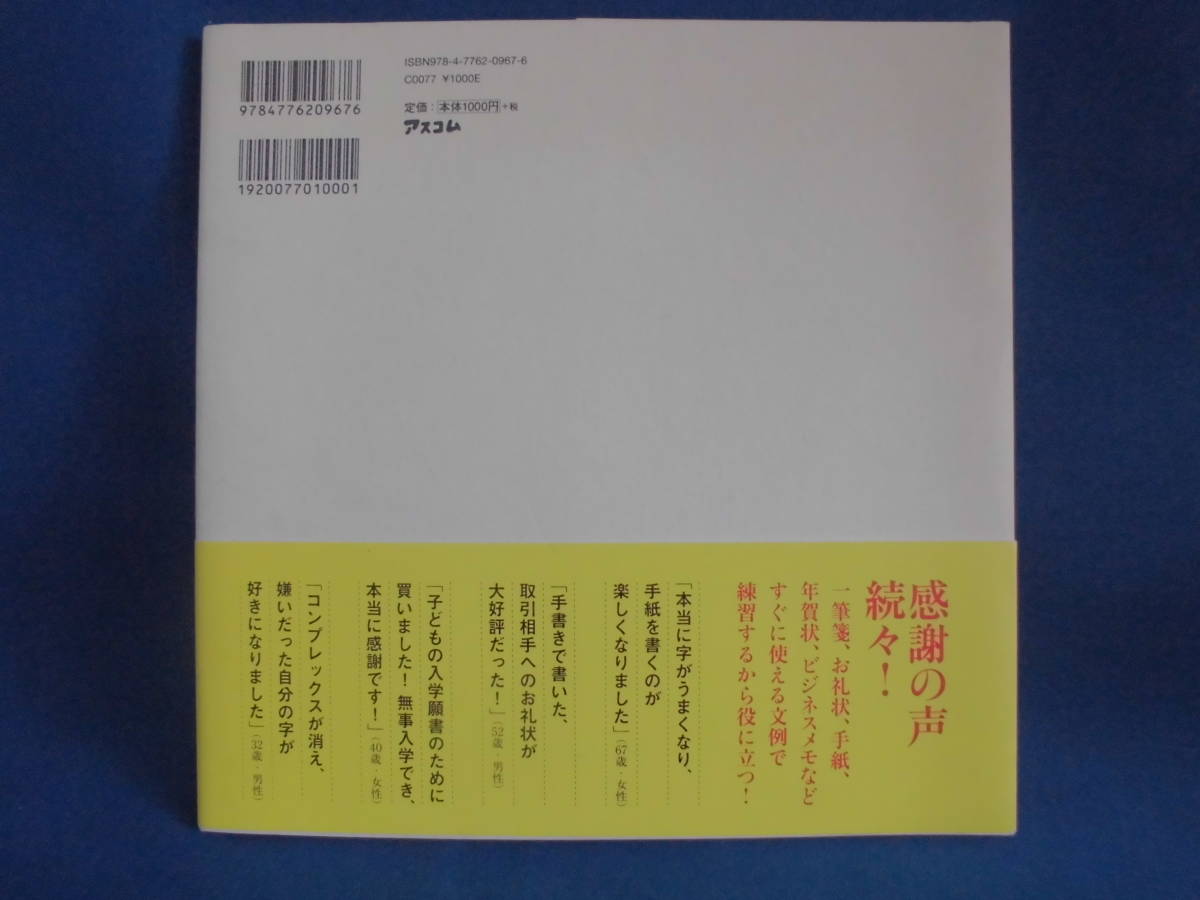 ISBN978-4-7762-0967-6
C0077 ¥1000E
定価：本体1000円+税
アスコム
9784776209676
1920077010001
感謝の声
続々！
一筆箋、お礼状、手紙、
年賀状、ビジネスメモなど
すぐに使える文例で
練習するから役に立つ！
「本当に字がうまくなり、
手紙を書くのが
楽しくなりました」（67歳・女性）
「手書きで書いた、
取引相手へのお礼状が
大好評だった！」（52歳・男性）
「子どもの入学願書のために
買いました！無事入学でき、
本当に感謝です！」（40歳・女性）
「コンプレックスが消え、
嫌いだった自分の字が
好きになりました」（32歳・男性）